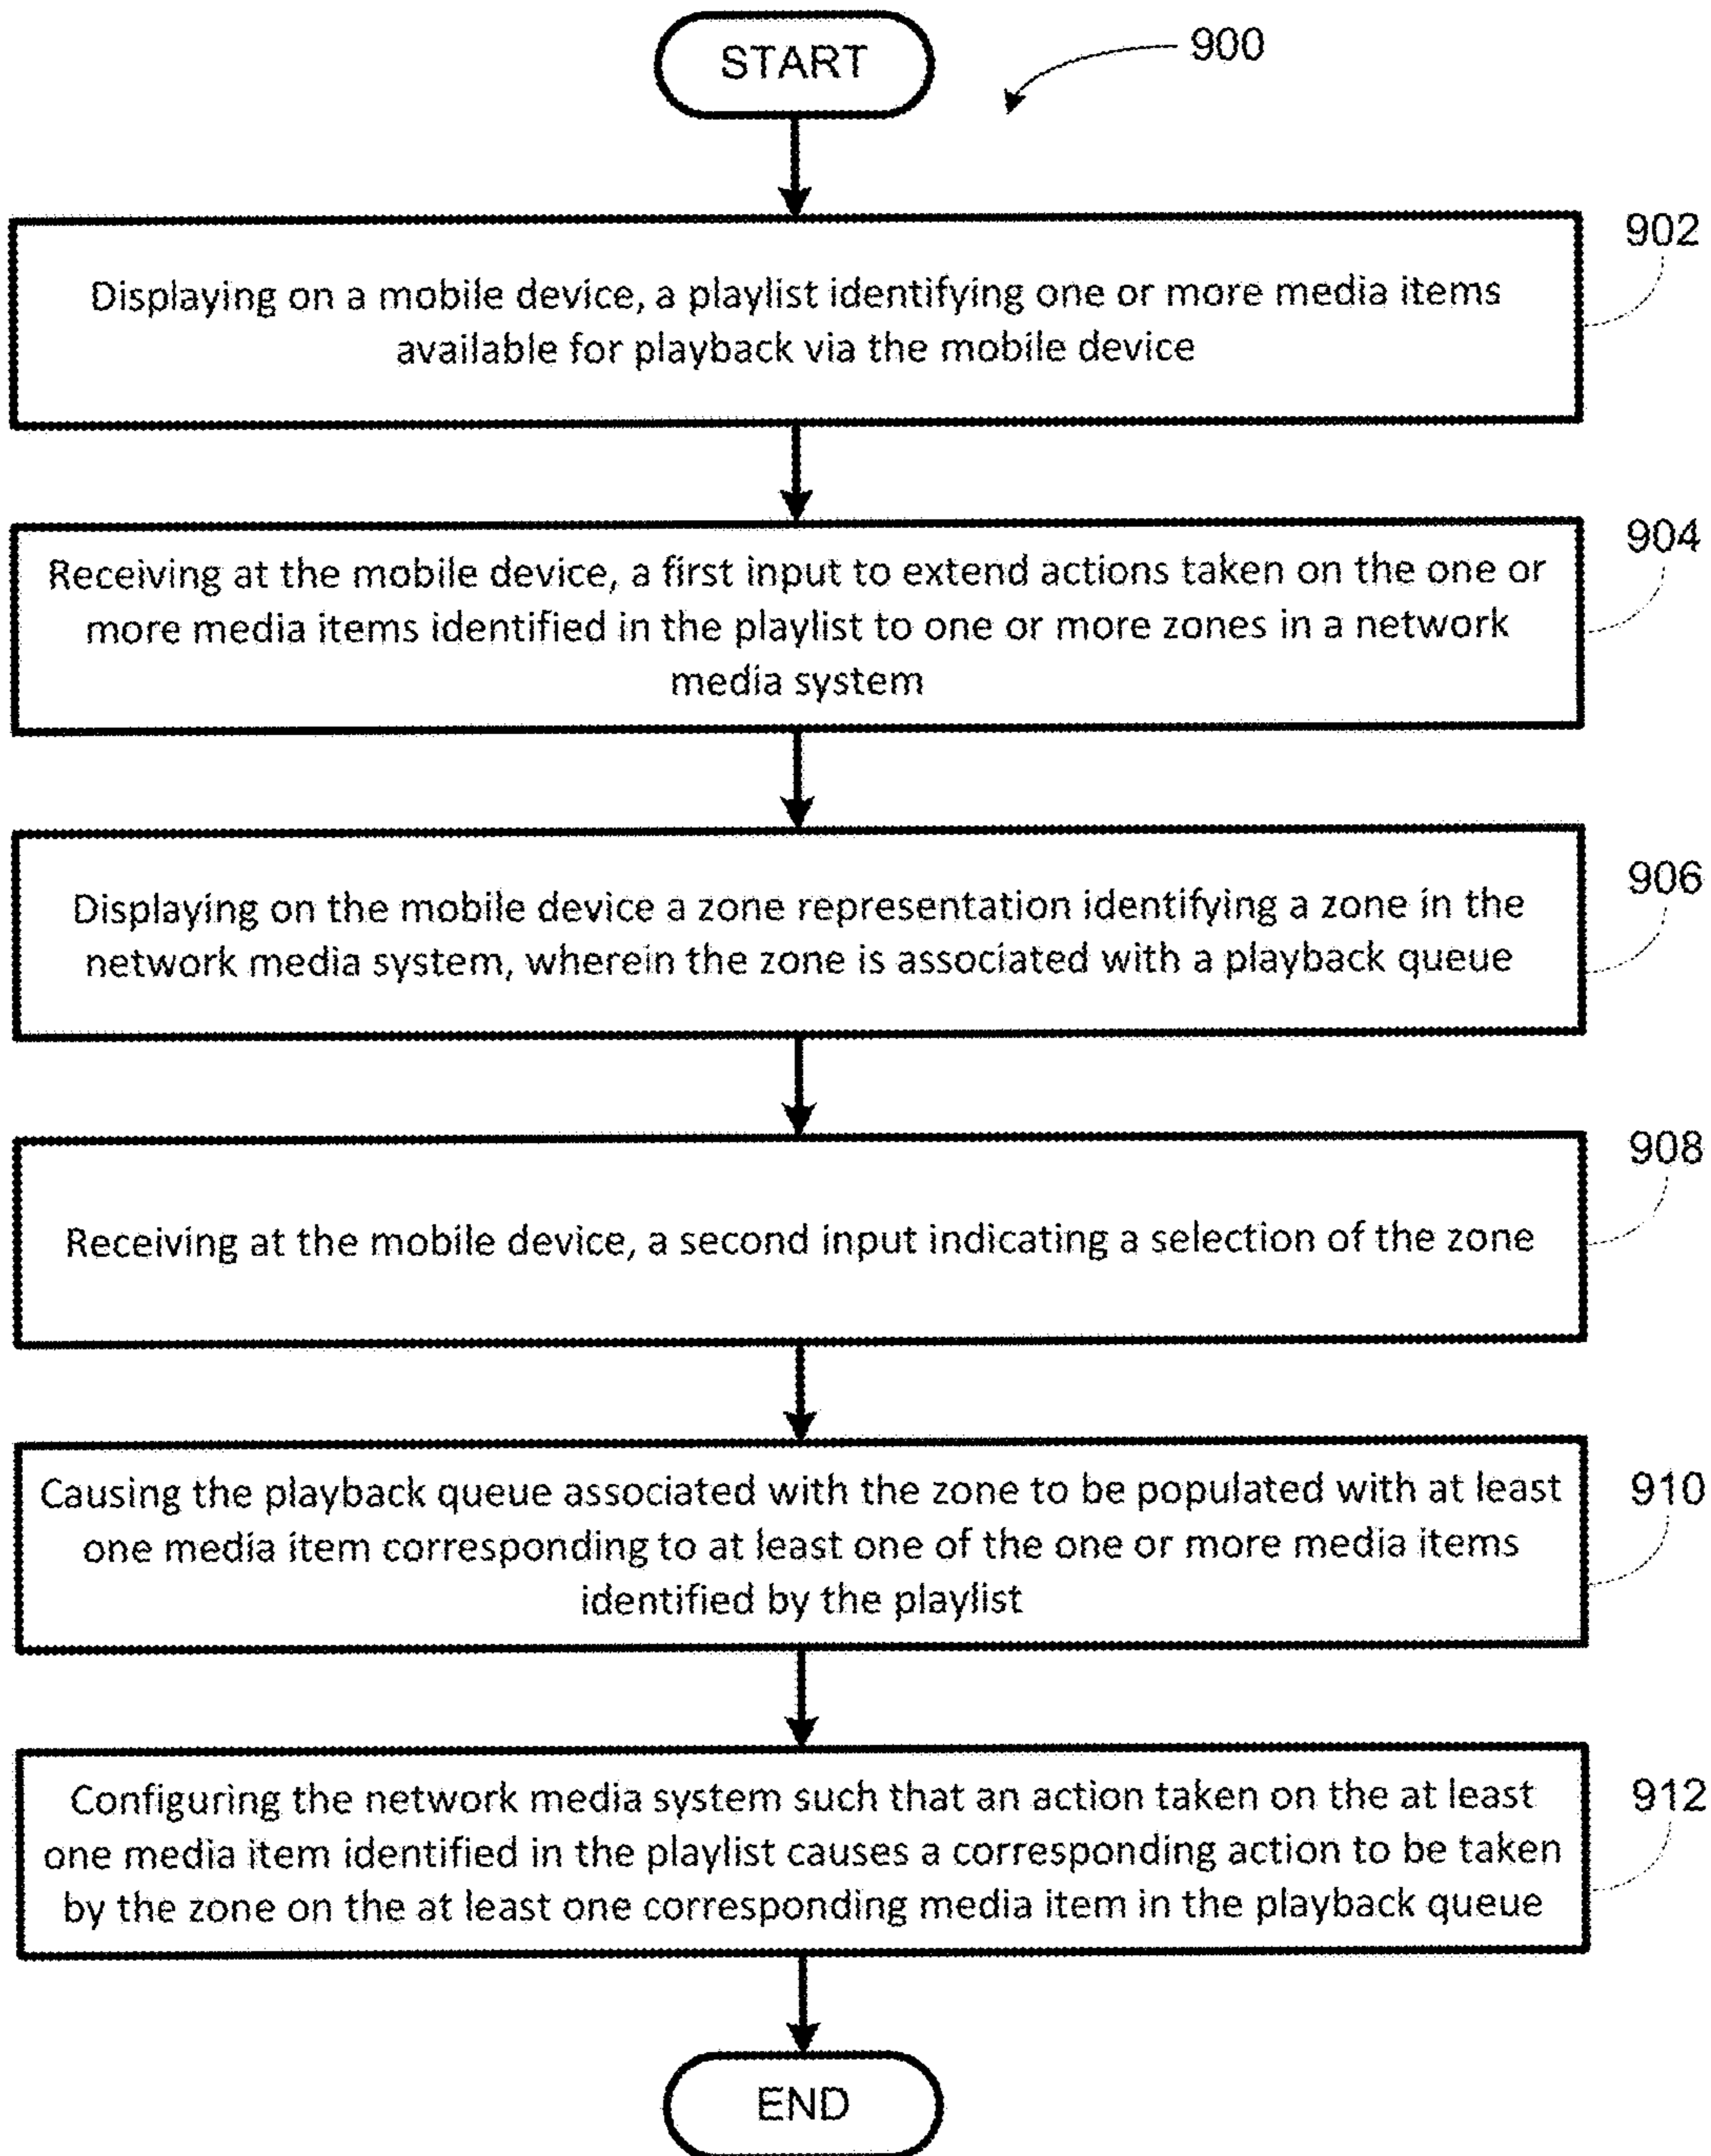 START
900
902
Displaying on a mobile device, a playlist identifying one or more media items
available for playback via the mobile device
904
Receiving at the mobile device, a first input to extend actions taken on the one or
more media items identified in the playlist to one or more zones in a network
media system
906
Displaying on the mobile device a zone representation identifying a zone in the
network media system, wherein the zone is associated with a playback queue
908
Receiving at the mobile device, a second input indicating a selection of the zone
910
Causing the playback queue associated with the zone to be populated with at least
one media item corresponding to at least one of the one or more media items
identified by the playlist
912
Configuring the network media system such that an action taken on the at least
one media item identified in the playlist causes a corresponding action to be taken
by the zone on the at least one corresponding media item in the playback queue
END